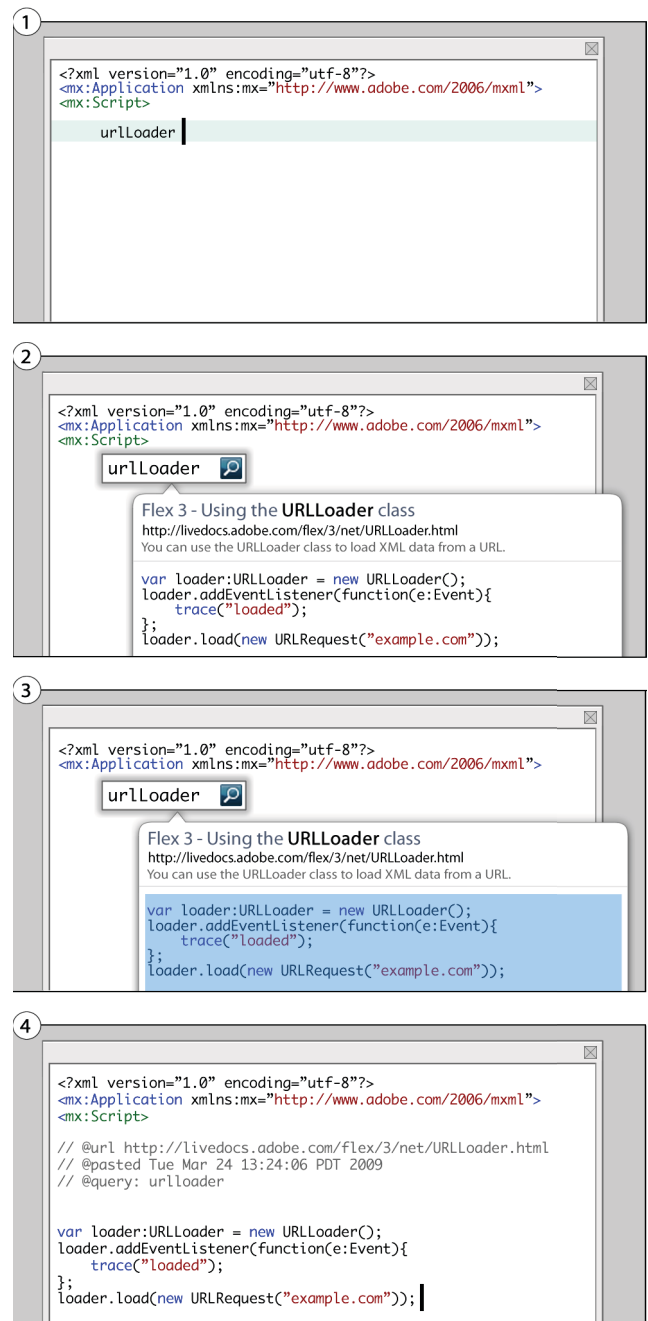 1
<?xml version="1.0" encoding="utf-8"?>
<mx:Application xmlns:mx="http://www.adobe.com/2006/mxml">
<mx:Script>
urlLoader
2
<?xml version="1.0" encoding="utf-8"?>
<mx:Application xmlns:mx="http://www.adobe.com/2006/mxml">
<mx:Script>
urlLoader
Flex 3 - Using the URLLoader class
http://livedocs.adobe.com/flex/3/net/URLLoader.html
You can use the URLLoader class to load XML data from a URL.
var loader:URLLoader = new URLLoader();
loader.addEventListener(function(e:Event){
trace("loaded");
};
loader.load(new URLRequest("example.com"));
3
<?xml version="1.0" encoding="utf-8"?>
<mx:Application xmlns:mx="http://www.adobe.com/2006/mxml">
urlLoader
Flex 3 - Using the URLLoader class
http://livedocs.adobe.com/flex/3/net/URLLoader.html
You can use the URLLoader class to load XML data from a URL.
var loader:URLLoader = new URLLoader();
loader.addEventListener(function(e:Event){
trace("loaded");
};
loader.load(new URLRequest("example.com"));
4
<?xml version="1.0" encoding="utf-8"?>
<mx:Application xmlns:mx="http://www.adobe.com/2006/mxml">
<mx:Script>
// @url http://livedocs.adobe.com/flex/3/net/URLLoader.html
// @pasted Tue Mar 24 13:24:06 PDT 2009
// @query: urlloader
var loader:URLLoader = new URLLoader();
loader.addEventListener(function(e:Event){
trace("loaded");
};
loader.load(new URLRequest("example.com"));